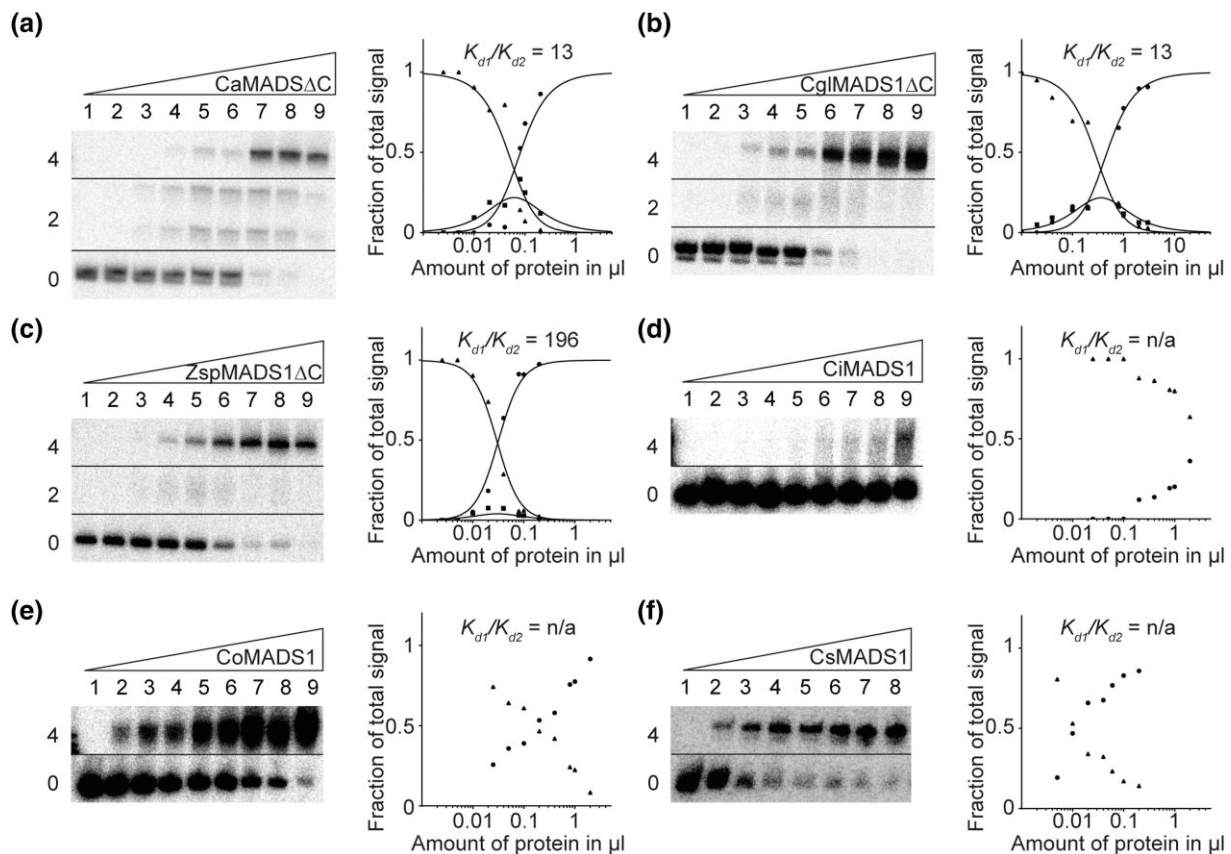 (a)
CaMADSΔC
1 2 3 4 5 6 7 8 9
4
2
0
Kd1/Kd2 = 13
Fraction of total signal
1
0.5
0
0.01 0.1 1
Amount of protein in µl
(b)
CglMADS1ΔC
1 2 3 4 5 6 7 8 9
4
2
0
Kd1/Kd2 = 13
Fraction of total signal
1
0.5
0
0.1 1 10
Amount of protein in µl
(c)
ZspMADS1ΔC
1 2 3 4 5 6 7 8 9
4
2
0
Kd1/Kd2 = 196
Fraction of total signal
1
0.5
0
0.01 0.1 1
Amount of protein in µl
(d)
CiMADS1
1 2 3 4 5 6 7 8 9
4
0
Kd1/Kd2 = n/a
Fraction of total signal
1
0.5
0
0.01 0.1 1
Amount of protein in µl
(e)
CoMADS1
1 2 3 4 5 6 7 8 9
4
0
Kd1/Kd2 = n/a
Fraction of total signal
1
0.5
0
0.01 0.1 1
Amount of protein in µl
(f)
CsMADS1
1 2 3 4 5 6 7 8
4
0
Kd1/Kd2 = n/a
Fraction of total signal
1
0.5
0
0.01 0.1 1
Amount of protein in µl